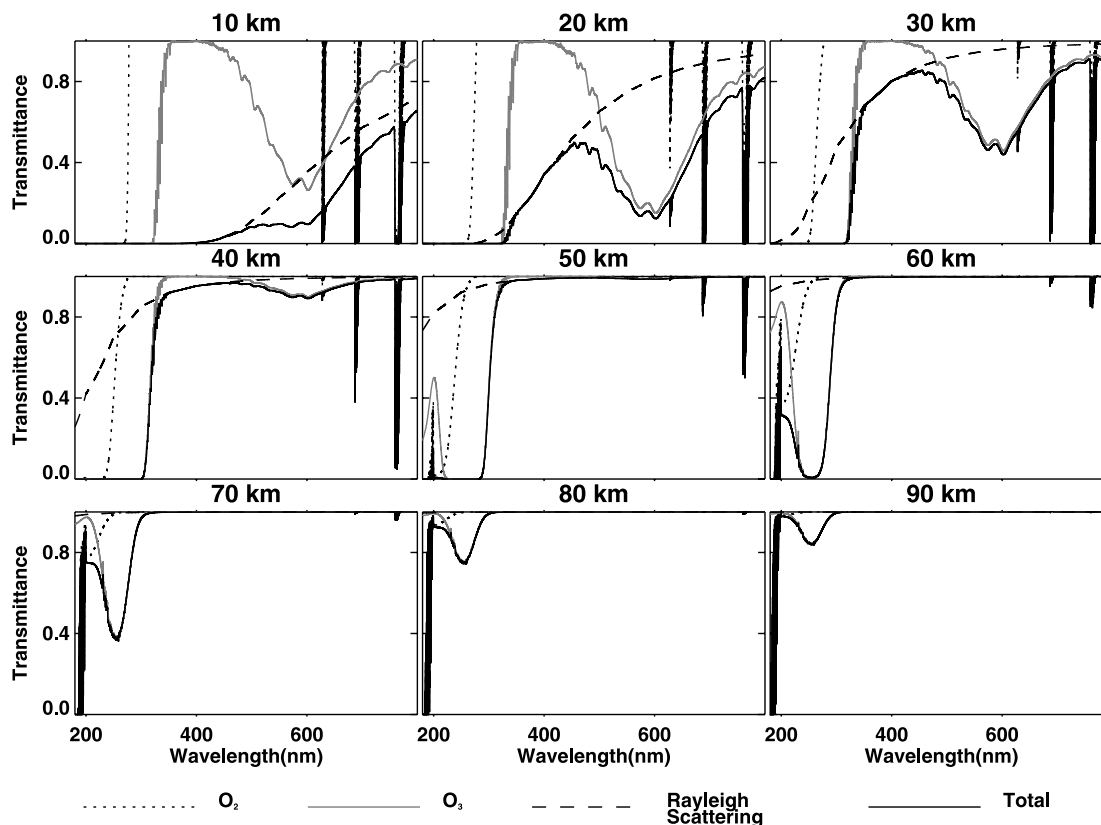 10 km 20 km 30 km
Transmittance 0.8 0.4 0.0
40 km 50 km 60 km
Transmittance 0.8 0.4 0.0
70 km 80 km 90 km
Transmittance 0.8 0.4 0.0
200 400 600 200 400 600 200 400 600
Wavelength(nm) Wavelength(nm) Wavelength(nm)
O₂ O₃ Rayleigh Total
Scattering